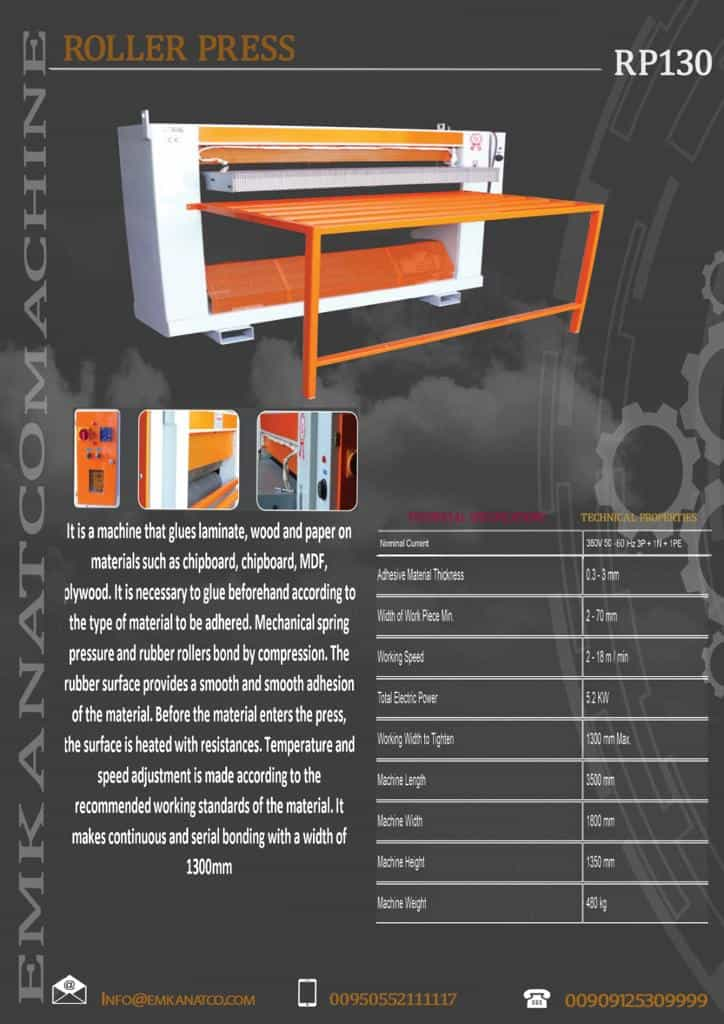 ROLLER PRESS
RP130
EMKANATCOMACHINE
It is a machine that glues laminate, wood and paper on
materials such as chipboard, chipboard, MDF,
plywood. It is necessary to glue beforehand according to
the type of material to be adhered. Mechanical spring
pressure and rubber rollers bond by compression. The
rubber surface provides a smooth and smooth adhesion
of the material. Before the material enters the press,
the surface is heated with resistances. Temperature and
speed adjustment is made according to the
recommended working standards of the material. It
makes continuous and serial bonding with a width of
1300mm
TECHNICAL PROPERTIES
Nominal Current 380V 50 -60 Hz 3P + 1N + 1PE
Adhesive Material Thickness 0.3 - 3 mm
Width of Work Piece Min. 2 - 70 mm
Working Speed 2 - 18 m / min
Total Electric Power 5.2 KW
Working Width to Tighten 1300 mm Max.
Machine Length 3500 mm
Machine Width 1800 mm
Machine Height 1350 mm
Machine Weight 480 kg
INFO@EMKANATCO.COM
00950552111117
00909125309999